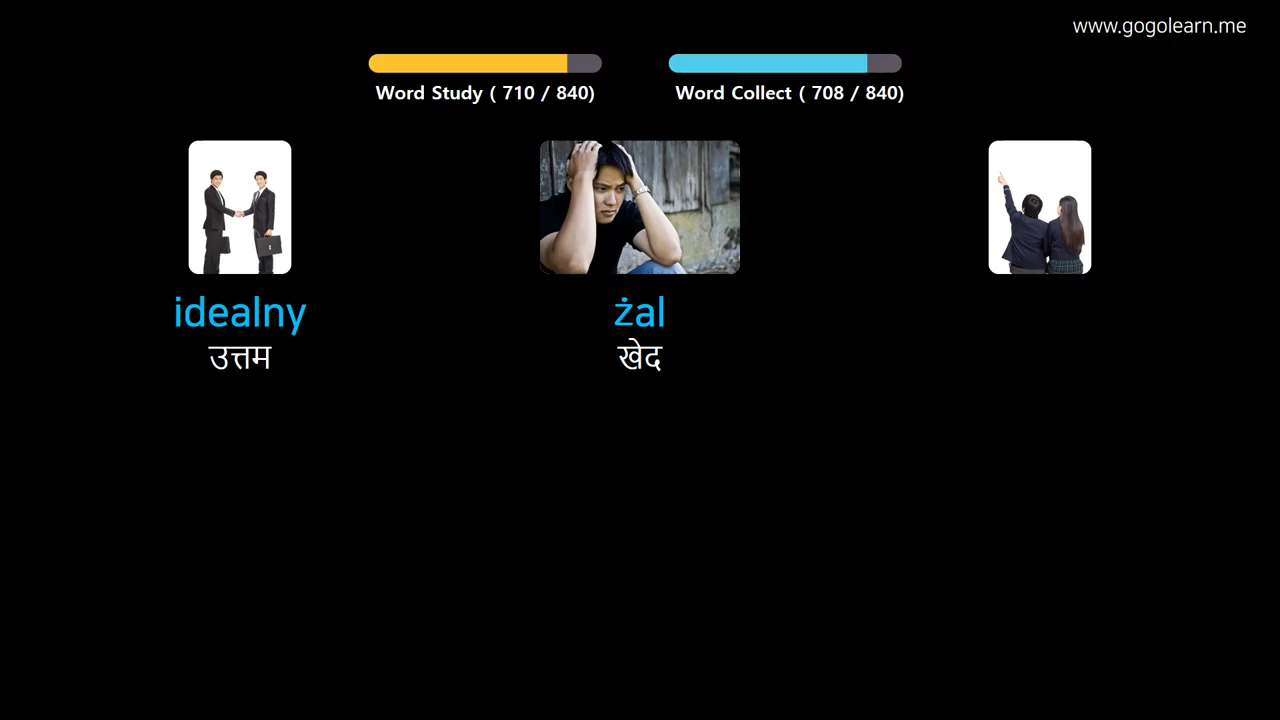 www.gogolearn.me
Word Study ( 710 / 840)
Word Collect ( 708 / 840)
idealny
उत्तम
żal
खेद